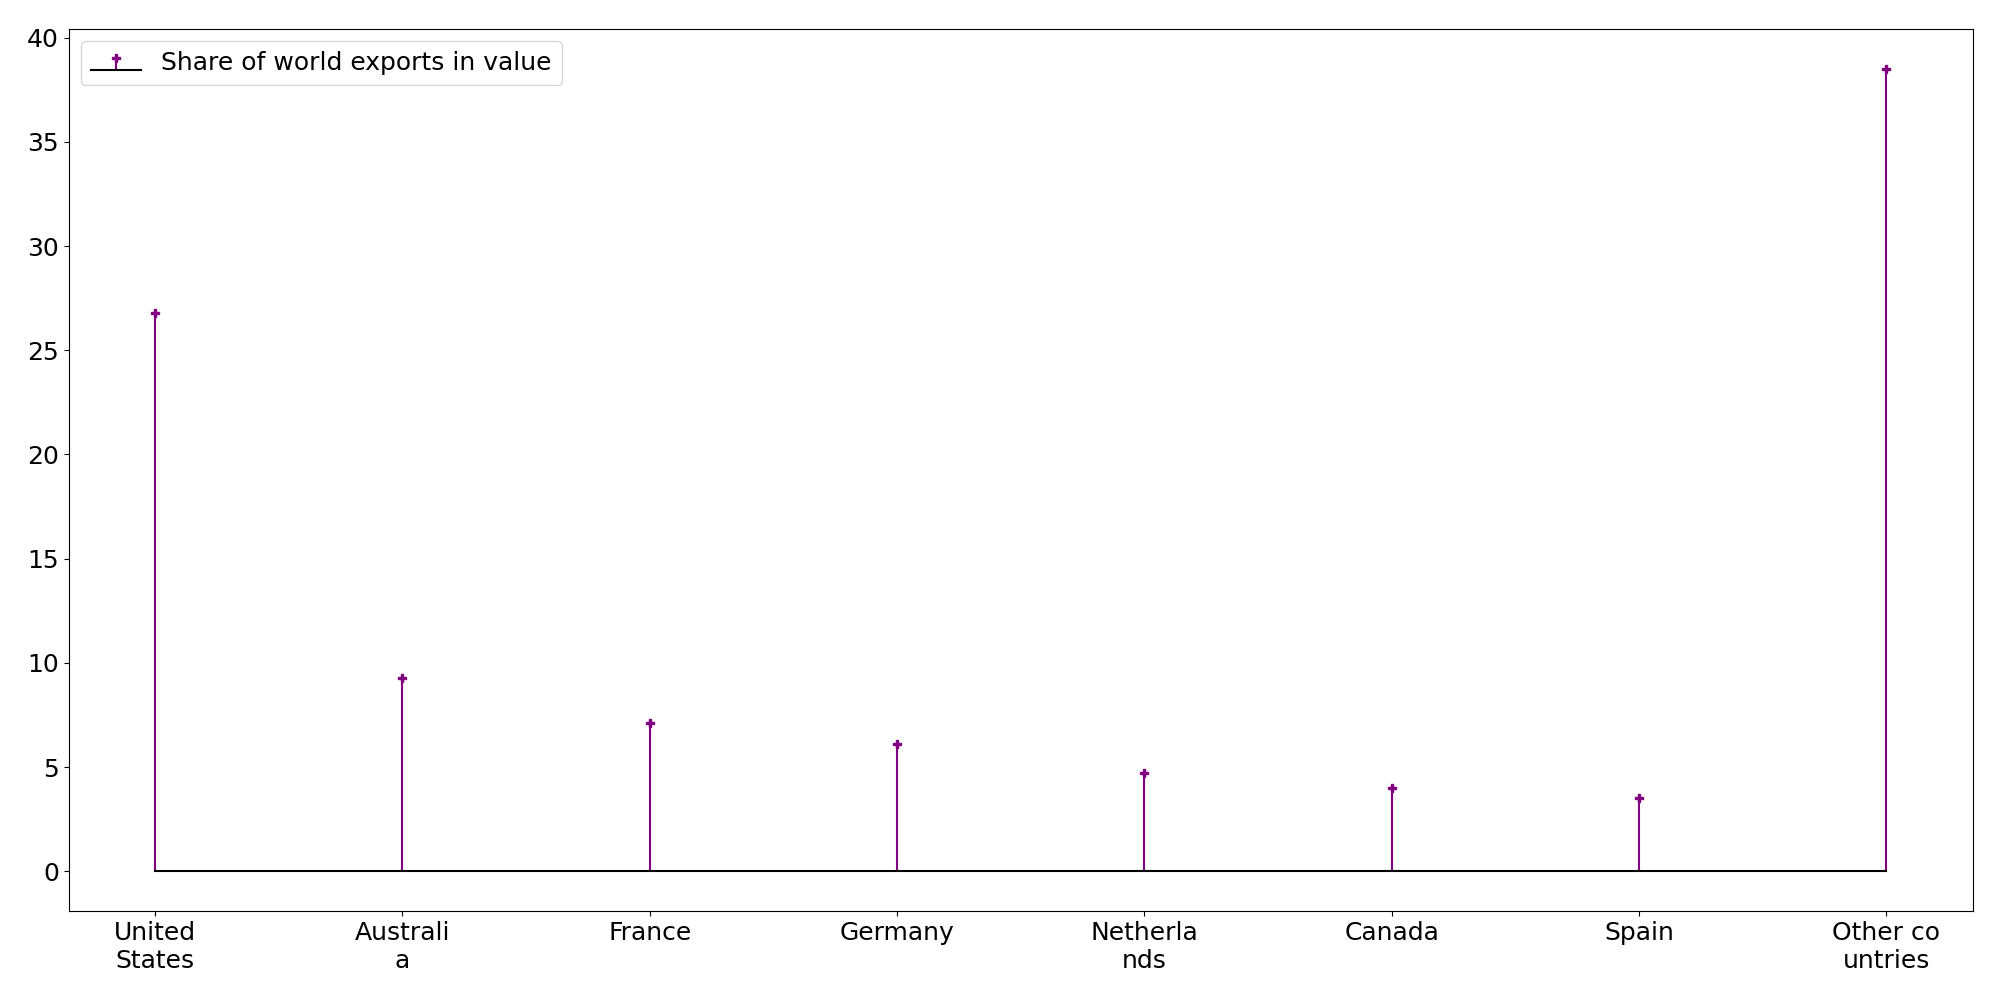 40
Share of world exports in value
35
30
25
20
15
10
5
0
United
States
Australi
a
France
Germany
Netherla
nds
Canada
Spain
Other co
untries